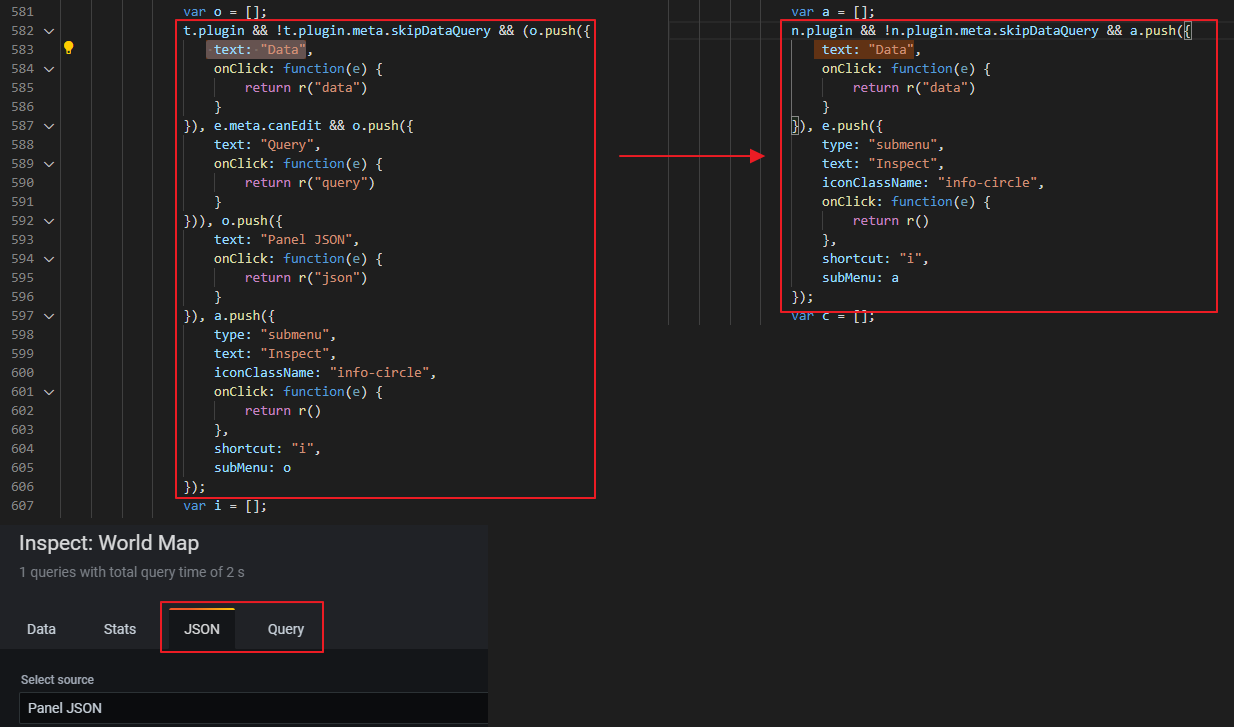 581 var o = [];
582 t.plugin && !t.plugin.meta.skipDataQuery && (o.push({
583 text: "Data",
584 onClick: function(e) {
585 return r("data")
586 }
587 }), e.meta.canEdit && o.push({
588 text: "Query",
589 onClick: function(e) {
590 return r("query")
591 }
592 })), o.push({
593 text: "Panel JSON",
594 onClick: function(e) {
595 return r("json")
596 }
597 }), a.push({
598 type: "submenu",
599 text: "Inspect",
600 iconClassName: "info-circle",
601 onClick: function(e) {
602 return r()
603 },
604 shortcut: "i",
605 subMenu: o
606 });
607 var i = [];
var a = [];
n.plugin && !n.plugin.meta.skipDataQuery && a.push({
text: "Data",
onClick: function(e) {
return r("data")
}
}), e.push({
type: "submenu",
text: "Inspect",
iconClassName: "info-circle",
onClick: function(e) {
return r()
},
shortcut: "i",
subMenu: a
});
var c = [];
Inspect: World Map
1 queries with total query time of 2 s
Data Stats JSON Query
Select source
Panel JSON